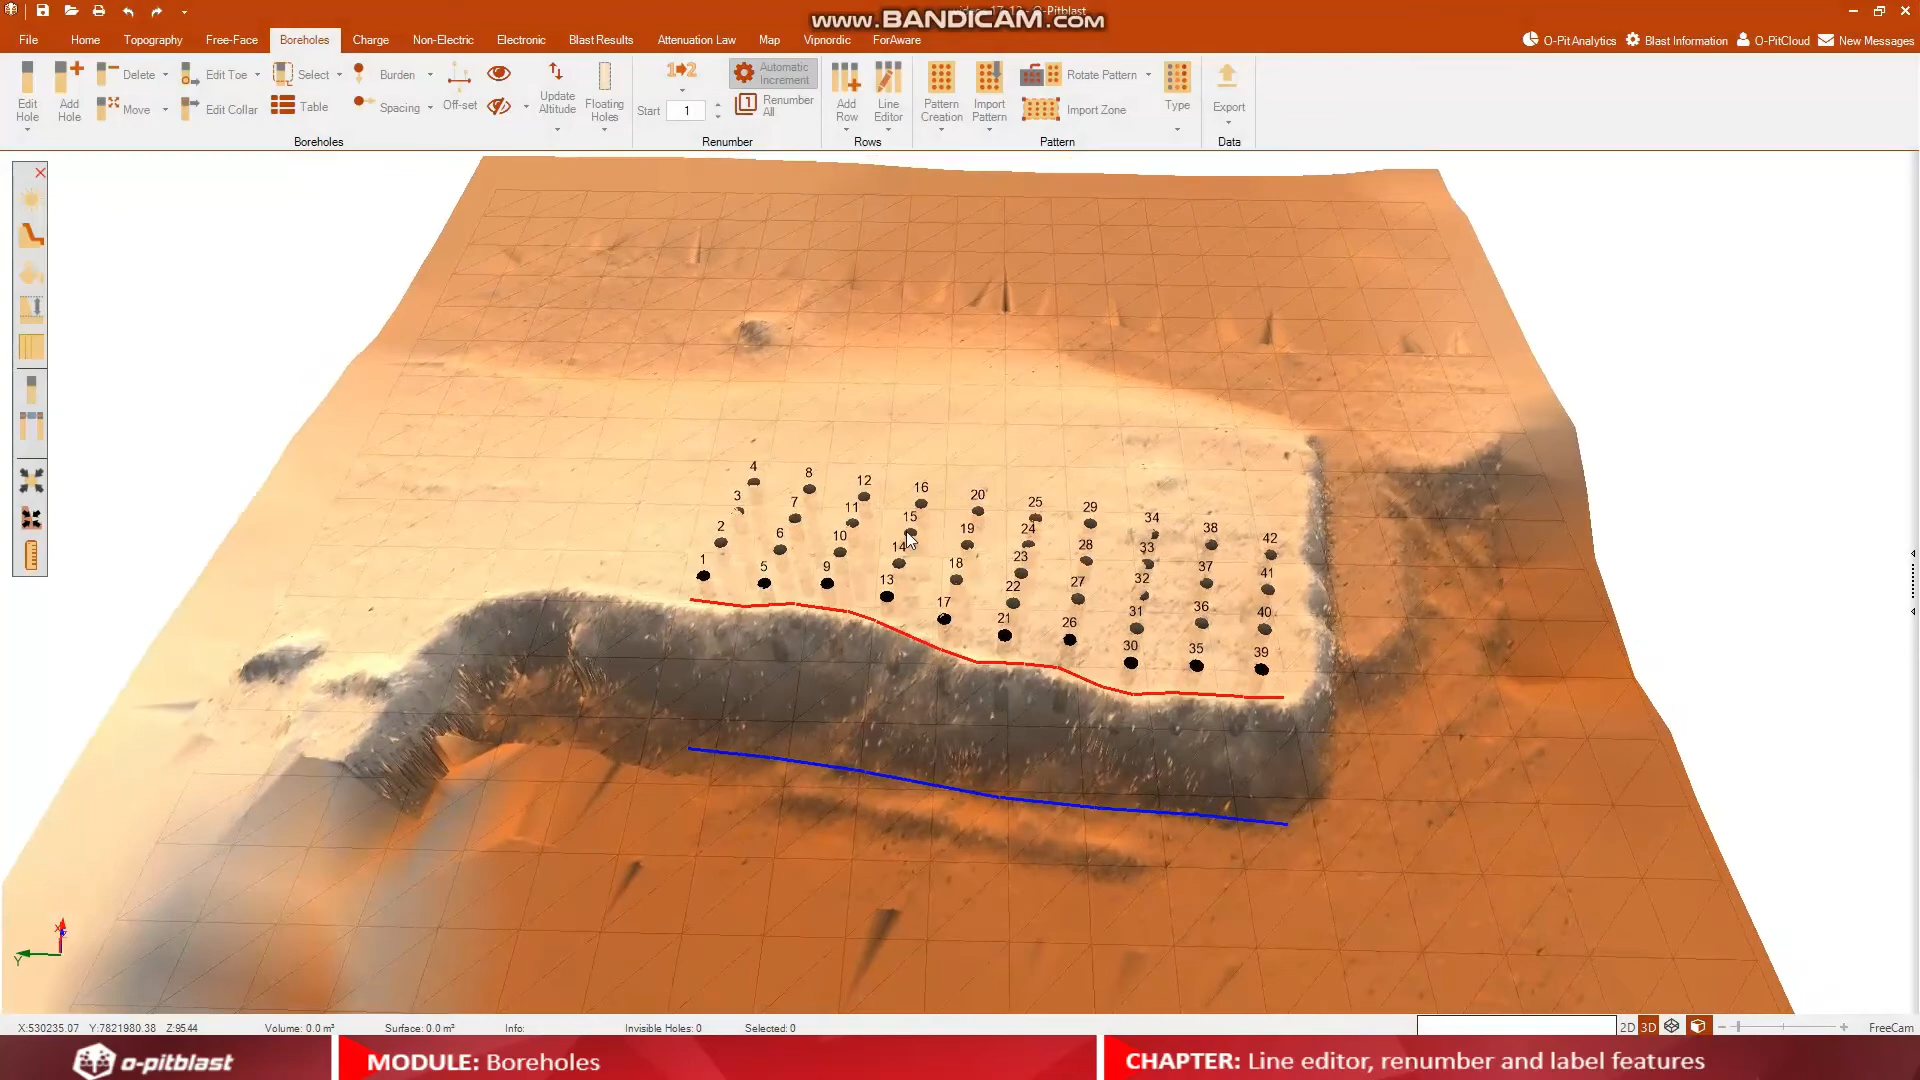 www.BANDICAM.com
O-Pitblast
File Home Topography Free-Face Boreholes Charge Non-Electric Electronic Blast Results Attenuation Law Map Vipnordic ForAware
O-Pit Analytics Blast Information O-PitCloud New Messages
Edit Hole
Add Hole
Delete
Move
Edit Toe
Edit Collar
Select
Table
Burden
Spacing
Off-set
Update Altitude
Floating Holes
Boreholes
1→2
Start 1
Automatic Increment
1 Renumber All
Renumber
Add Row
Line Editor
Rows
Pattern Creation
Import Pattern
Rotate Pattern
Import Zone
Type
Pattern
Export
Data
4 8 12 16 20 25 29 34 38 42
3 7 11 15 19 24 28 33 37 41
2 6 10 14 18 23 27 32 36 40
1 5 9 13 17 22 26 31 35 39
21 30
X
Y
X:530235.07 Y:7821980.38 Z:9544 Volume: 0.0 m³ Surface: 0.0 m² Info: Invisible Holes: 0 Selected: 0
2D 3D FreeCam
o-pitblast
MODULE: Boreholes
CHAPTER: Line editor, renumber and label features